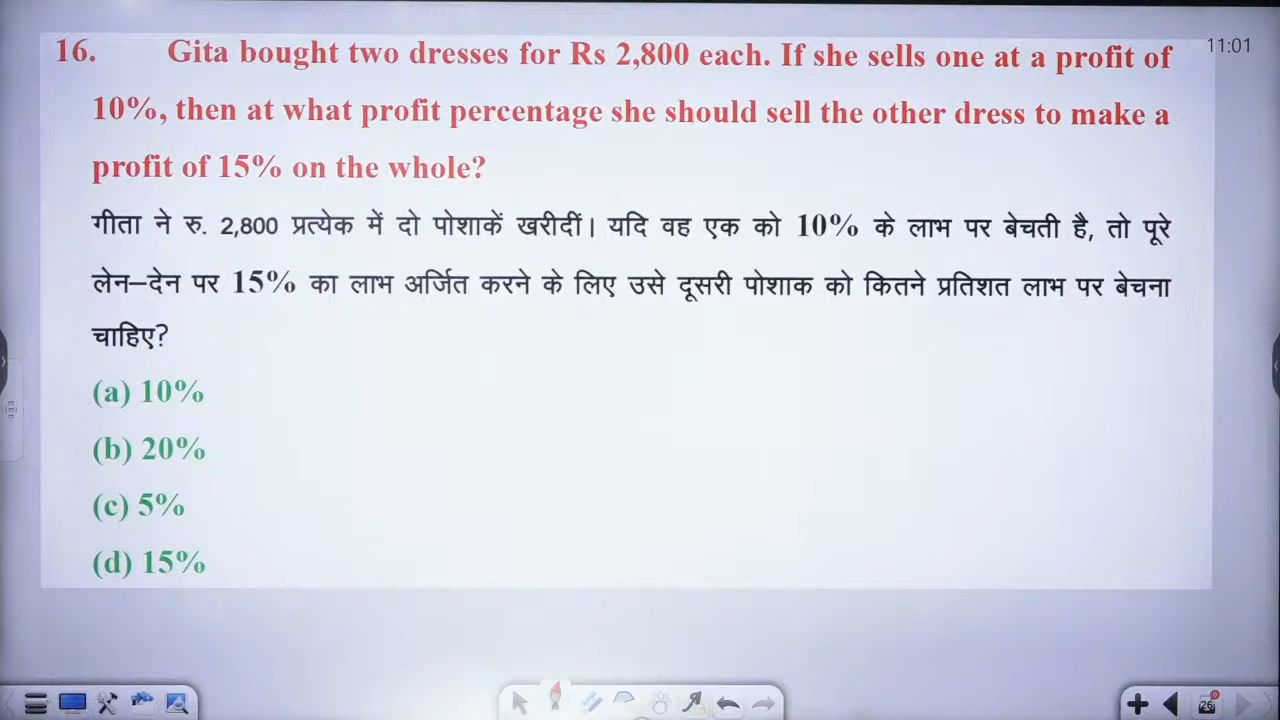 11:01
16. Gita bought two dresses for Rs 2,800 each. If she sells one at a profit of
10%, then at what profit percentage she should sell the other dress to make a
profit of 15% on the whole?
गीता ने रु. 2,800 प्रत्येक में दो पोशाकें खरीदीं। यदि वह एक को 10% के लाभ पर बेचती है, तो पूरे
लेन–देन पर 15% का लाभ अर्जित करने के लिए उसे दूसरी पोशाक को कितने प्रतिशत लाभ पर बेचना
चाहिए?
(a) 10%
(b) 20%
(c) 5%
(d) 15%
26